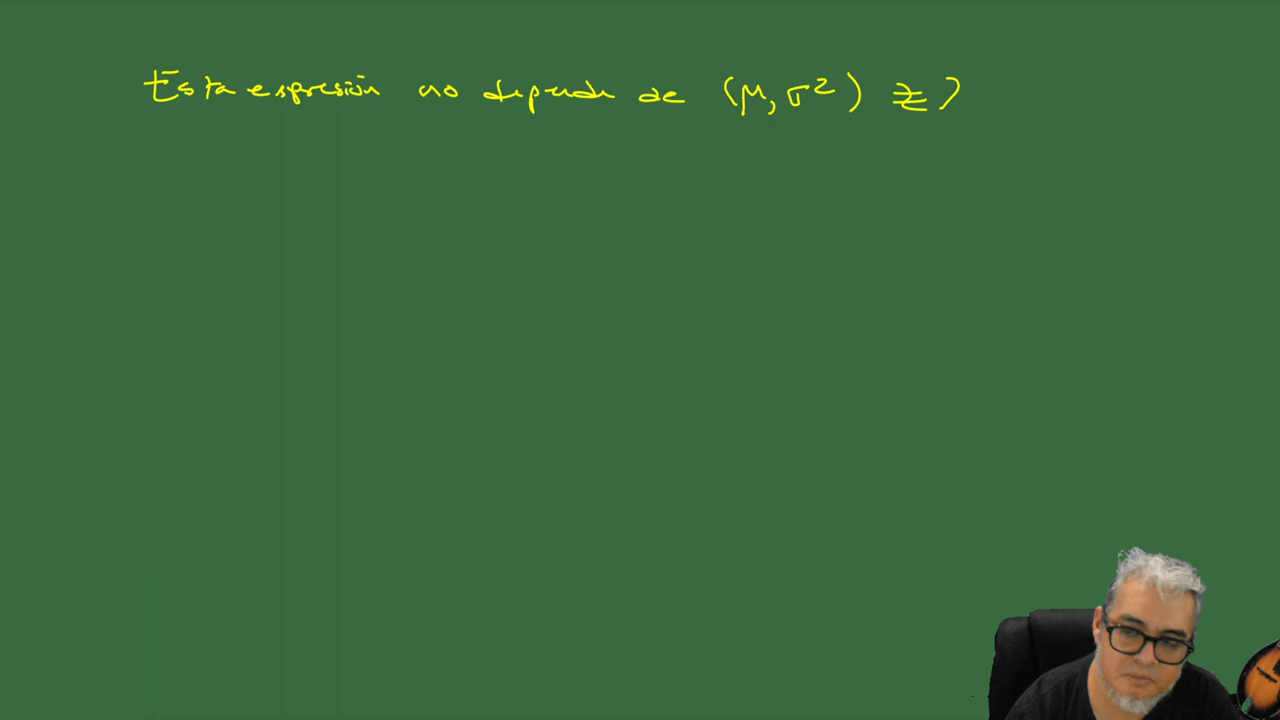 Esta expresión no depende de (μ, σ²)